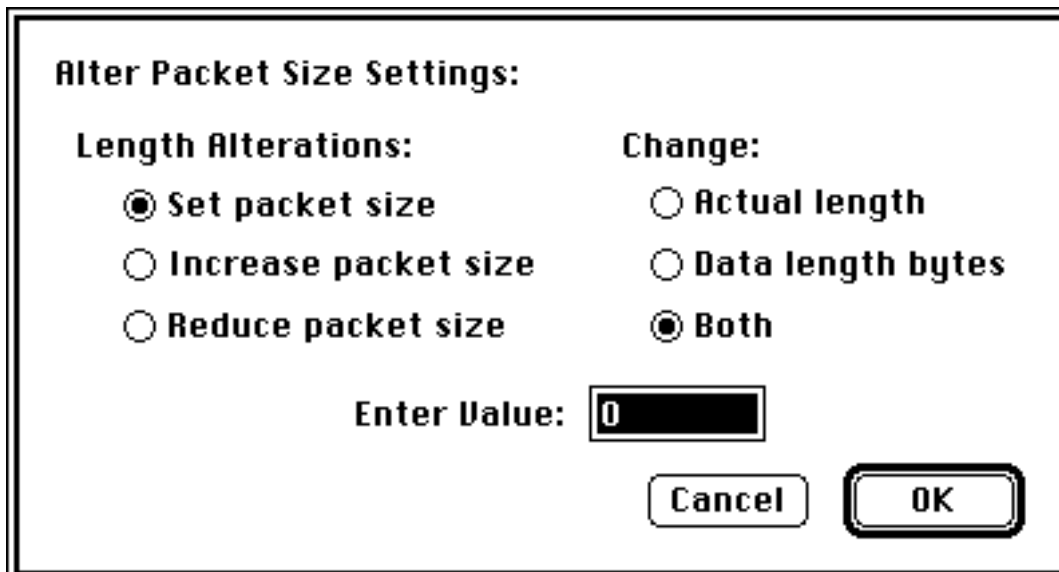 Alter Packet Size Settings:
Length Alterations:
Set packet size
Increase packet size
Reduce packet size
Change:
Actual length
Data length bytes
Both
Enter Value: 0
Cancel
OK